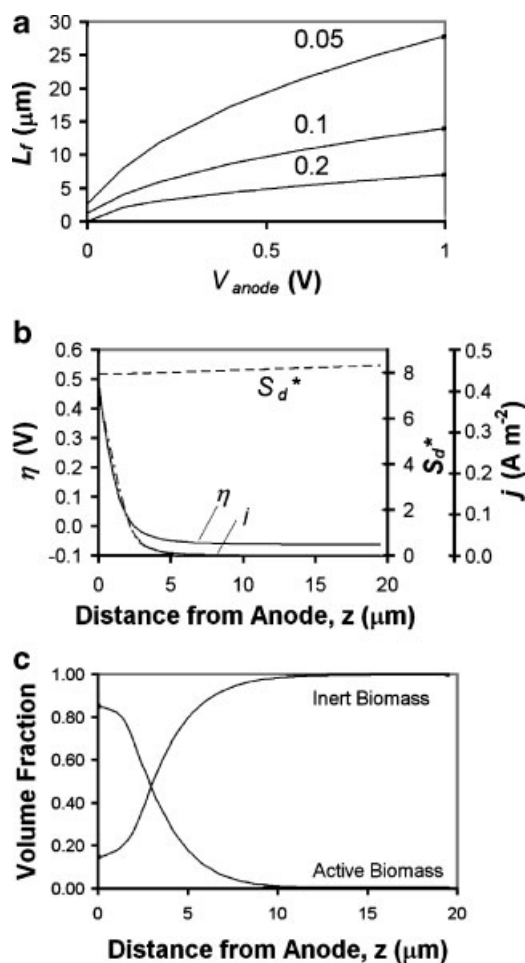 a
30
25
20
15
10
5
0
L_f (μm)
0.05
0.1
0.2
0 0.5 1
V_anode (V)
b
0.6
0.5
0.4
0.3
0.2
0.1
0.0
-0.1
η (V)
S_d*
η
j
8
6
4
2
0
S_d*
0.5
0.4
0.3
0.2
0.1
0.0
j (A m⁻²)
0 5 10 15 20
Distance from Anode, z (μm)
c
1.00
0.80
0.60
0.40
0.20
0.00
Volume Fraction
Inert Biomass
Active Biomass
0 5 10 15 20
Distance from Anode, z (μm)